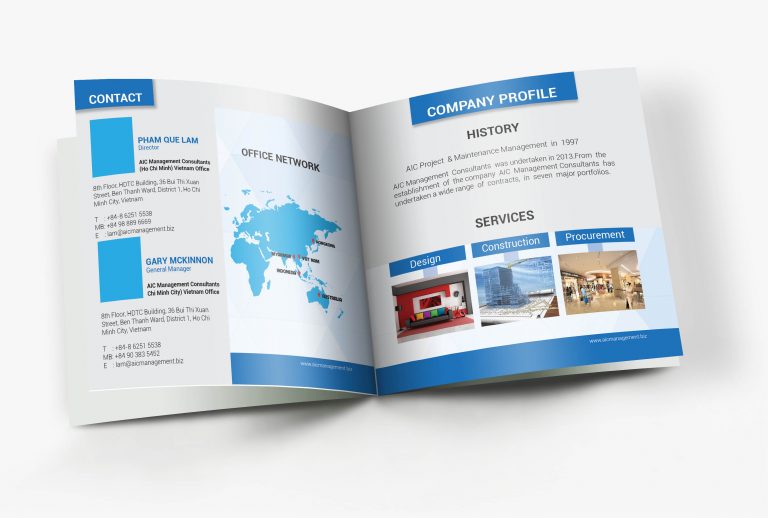 CONTACT
PHAM QUE LAM
Director
AIC Management Consultants
(Ho Chi Minh) Vietnam Office
8th Floor, HDTC Building, 36 Bui Thi Xuan
Street, Ben Thanh Ward, District 1, Ho Chi
Minh City, Vietnam
T : +84-8 6251 5538
MB: +84 98 889 6669
E : lam@aicmanagement.biz
GARY MCKINNON
General Manager
AIC Management Consultants
Chi Minh City) Vietnam Office
8th Floor, HDTC Building, 36 Bui Thi Xuan
Street, Ben Thanh Ward, District 1, Ho Chi
Minh City, Vietnam
T : +84-8 6251 5538
MB: +84 90 383 5452
E : lam@aicmanagement.biz
OFFICE NETWORK
HONGKONG
MYANMAR
VIET NAM
INDONESIA
AUSTRALIA
www.aicmanagement.biz
COMPANY PROFILE
HISTORY
AIC Project & Maintenance Management in 1997
AIC Management Consultants was undertaken in 2013.From the
establishment of the company AIC Management Consultants has
undertaken a wide range of contracts, in seven major portfolios.
SERVICES
Design
Construction
Procurement
www.aicmanagement.biz